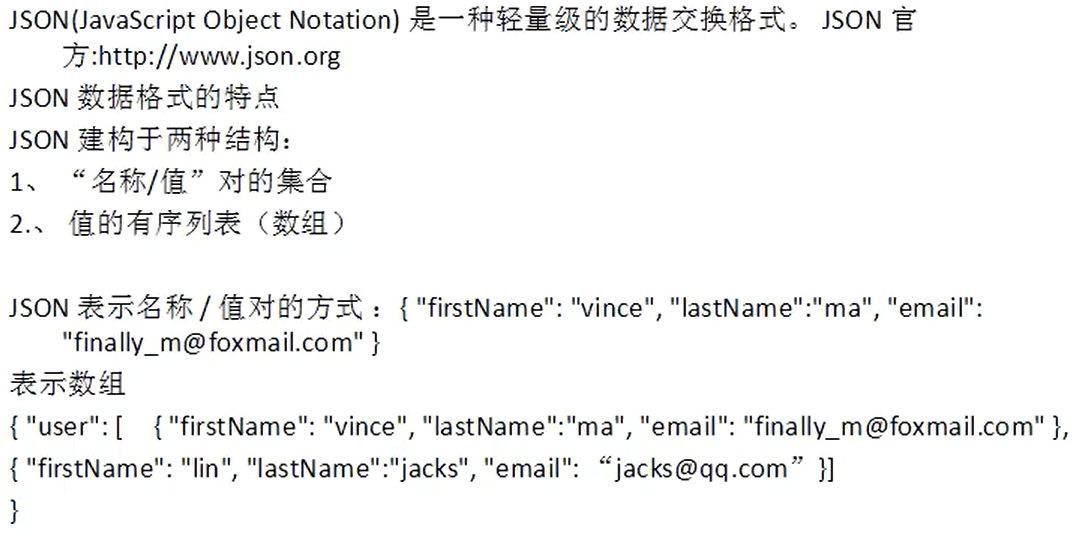 JSON(JavaScript Object Notation) 是一种轻量级的数据交换格式。 JSON 官
方:http://www.json.org
JSON 数据格式的特点
JSON 建构于两种结构：
1、 “名称/值”对的集合
2.、 值的有序列表（数组）
JSON 表示名称 / 值对的方式 ：{ "firstName": "vince", "lastName":"ma", "email":
"finally_m@foxmail.com" }
表示数组
{ "user": [ { "firstName": "vince", "lastName":"ma", "email": "finally_m@foxmail.com" },
{ "firstName": "lin", "lastName":"jacks", "email": “jacks@qq.com” }]
}